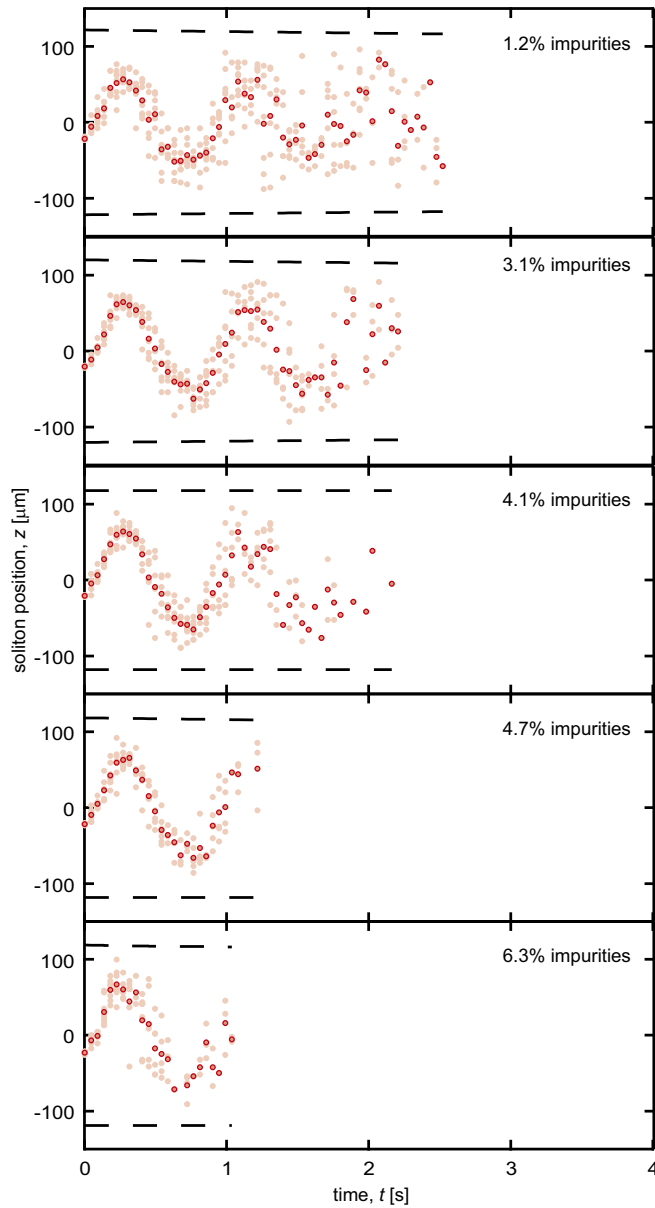 1.2% impurities
100
0
-100
3.1% impurities
100
0
-100
4.1% impurities
100
0
-100
4.7% impurities
100
0
-100
6.3% impurities
100
0
-100
soliton position, z [μm]
0 1 2 3 4
time, t [s]